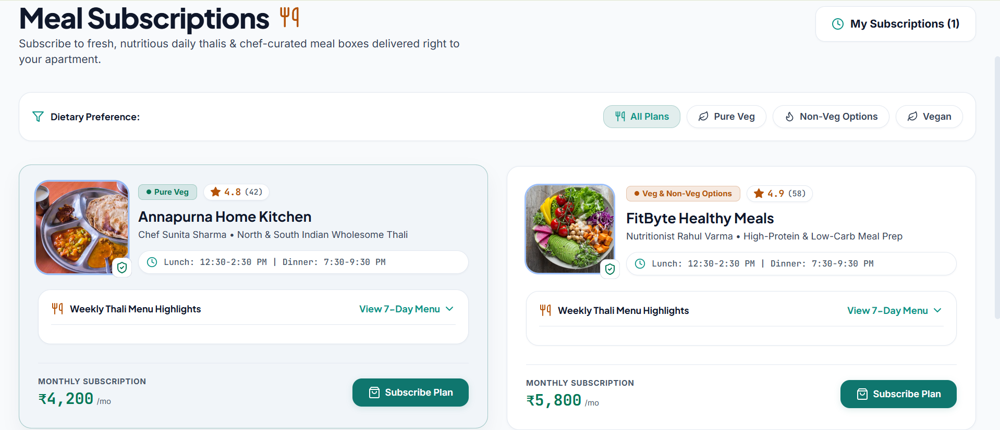 Meal Subscriptions
My Subscriptions (1)
Subscribe to fresh, nutritious daily thalis & chef-curated meal boxes delivered right to
your apartment.
Dietary Preference:
All Plans
Pure Veg
Non-Veg Options
Vegan
Pure Veg
4.8 (42)
Annapurna Home Kitchen
Chef Sunita Sharma • North & South Indian Wholesome Thali
Lunch: 12:30-2:30 PM | Dinner: 7:30-9:30 PM
Weekly Thali Menu Highlights
View 7-Day Menu
MONTHLY SUBSCRIPTION
₹4,200 /mo
Subscribe Plan
Veg & Non-Veg Options
4.9 (58)
FitByte Healthy Meals
Nutritionist Rahul Varma • High-Protein & Low-Carb Meal Prep
Lunch: 12:30-2:30 PM | Dinner: 7:30-9:30 PM
Weekly Thali Menu Highlights
View 7-Day Menu
MONTHLY SUBSCRIPTION
₹5,800 /mo
Subscribe Plan